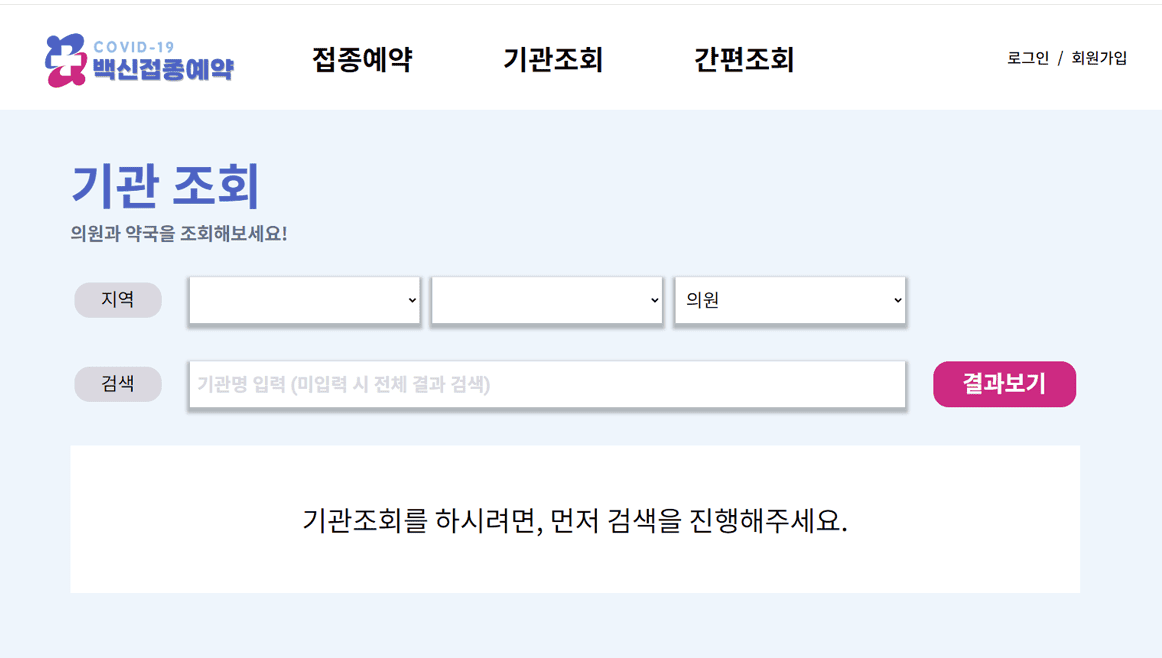 COVID-19
백신접종예약
접종예약 기관조회 간편조회 로그인 / 회원가입
기관 조회
의원과 약국을 조회해보세요!
지역 의원
검색 기관명 입력 (미입력 시 전체 결과 검색) 결과보기
기관조회를 하시려면, 먼저 검색을 진행해주세요.